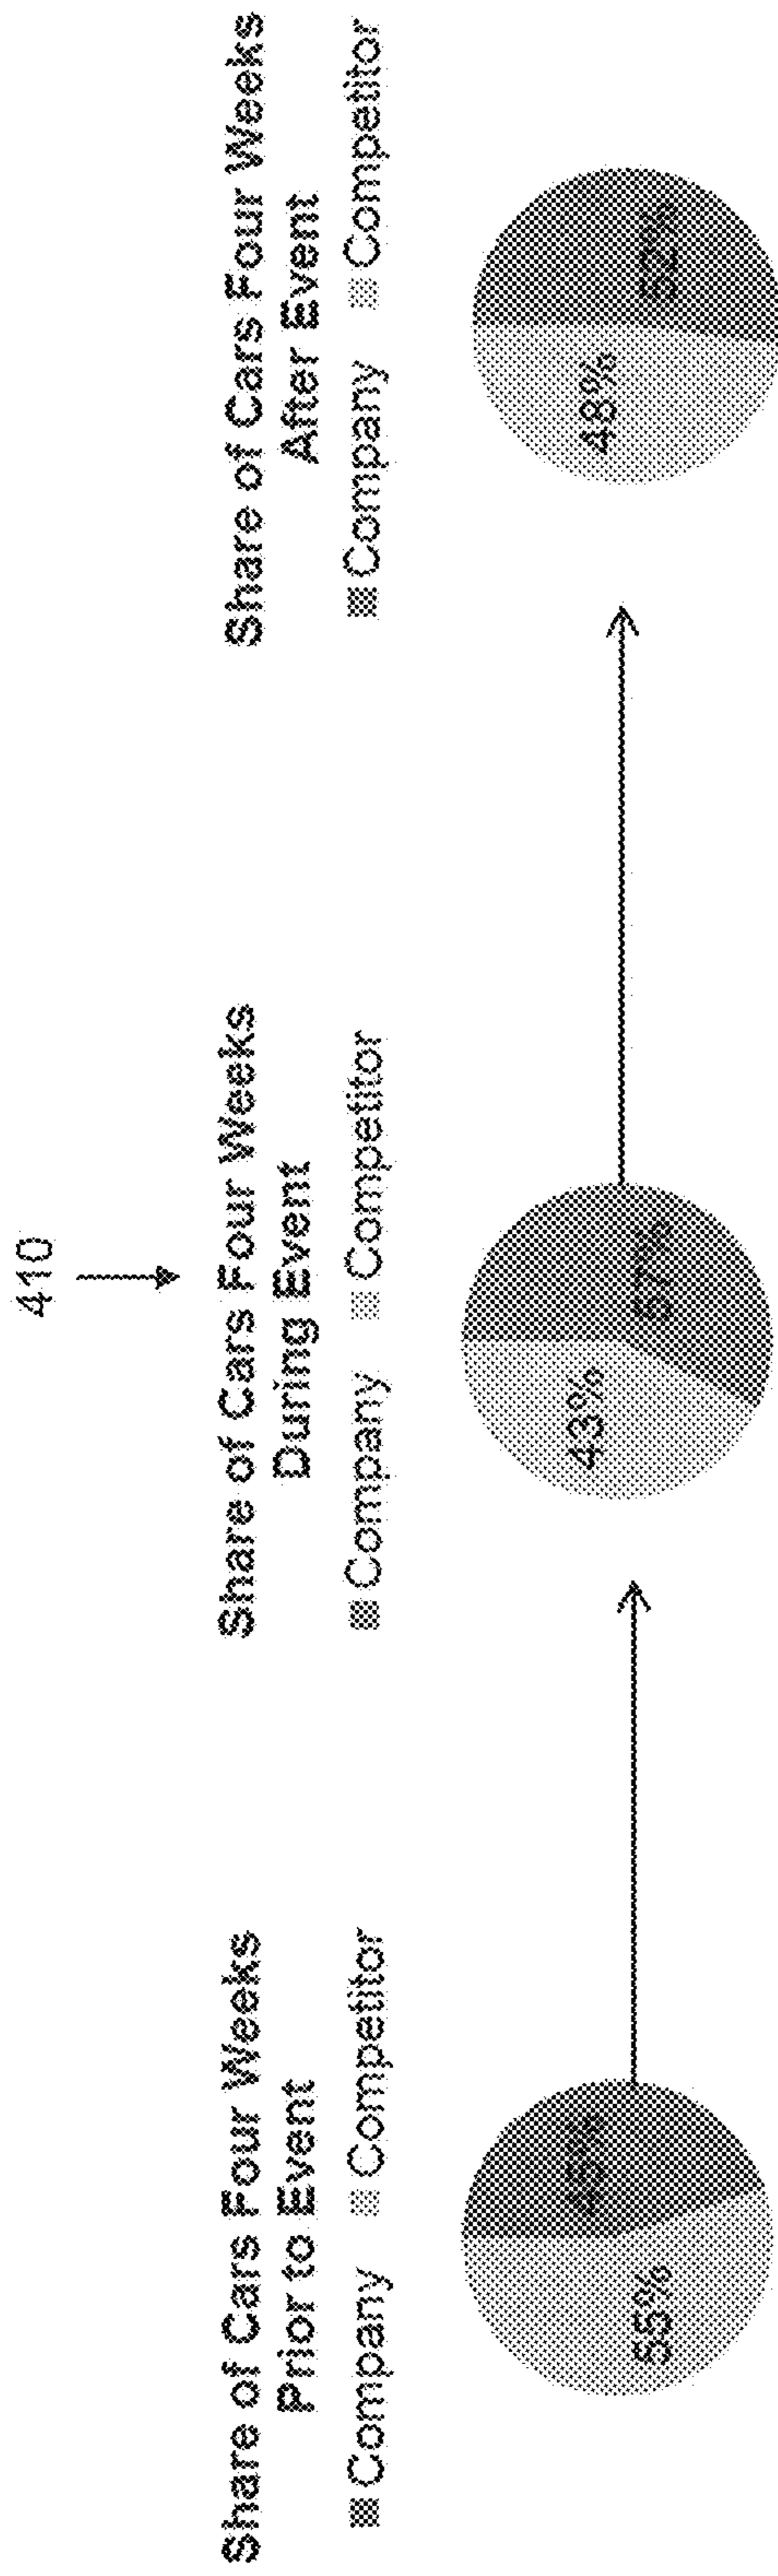 410
Share of Cars Four Weeks
Prior to Event
Company Competitor
45%
55%
Share of Cars Four Weeks
During Event
Company Competitor
43%
57%
Share of Cars Four Weeks
After Event
Company Competitor
48%
52%